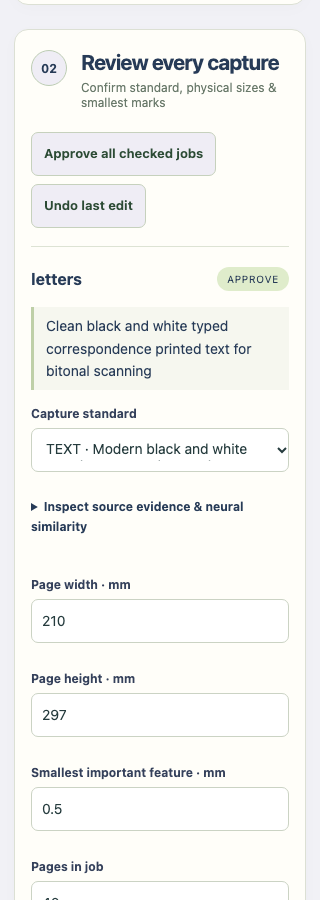 02
Review every capture
Confirm standard, physical sizes &
smallest marks
Approve all checked jobs
Undo last edit
letters
APPROVE
Clean black and white typed
correspondence printed text for
bitonal scanning
Capture standard
TEXT · Modern black and white
Inspect source evidence & neural
similarity
Page width · mm
210
Page height · mm
297
Smallest important feature · mm
0.5
Pages in job